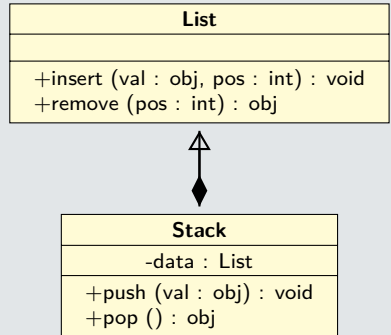 List
+insert (val : obj, pos : int) : void
+remove (pos : int) : obj
Stack
-data : List
+push (val : obj) : void
+pop () : obj